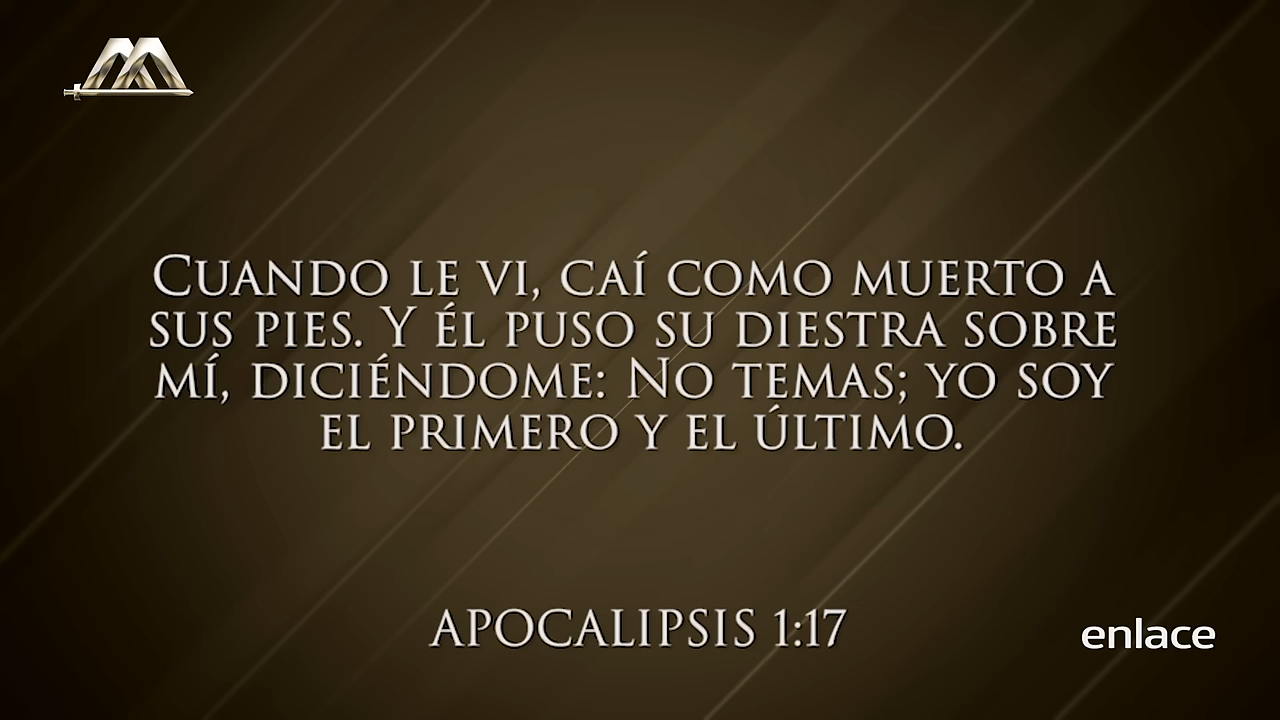 Cuando le vi, caí como muerto a
sus pies. Y él puso su diestra sobre
mí, diciéndome: No temas; yo soy
el primero y el último.
APOCALIPSIS 1:17
enlace